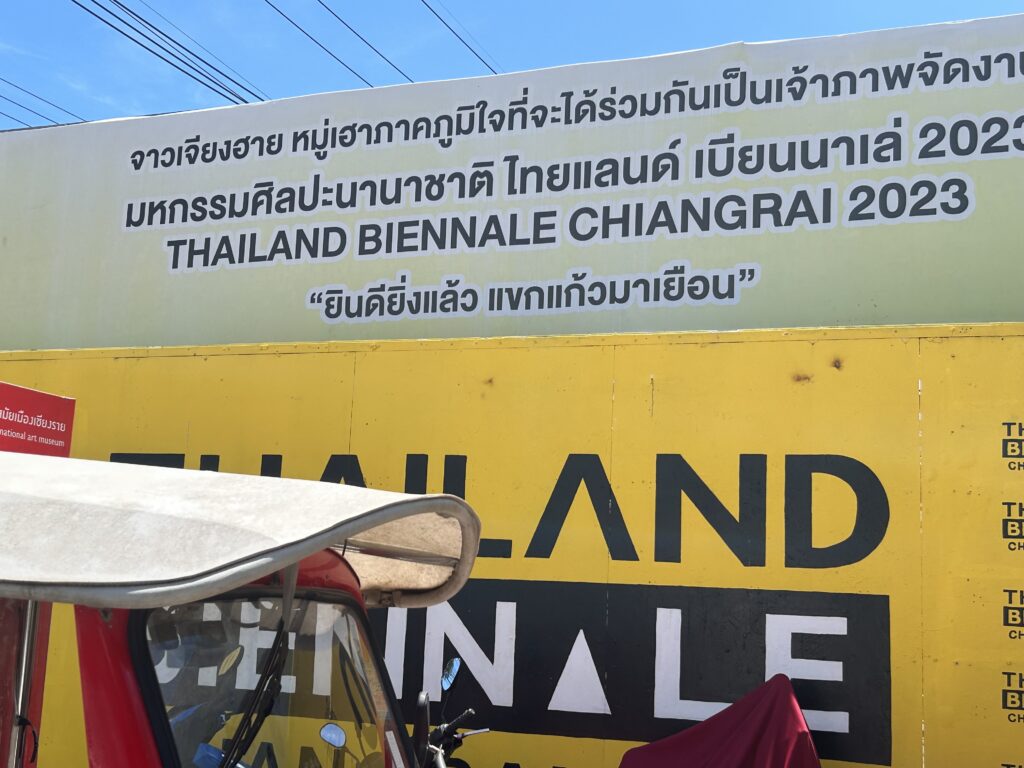 จาวเจียงฮาย หมู่เฮาภาคภูมิใจที่จะได้ร่วมกันเป็นเจ้าภาพจัดงาน
มหกรรมศิลปะนานาชาติ ไทยแลนด์ เบียนนาเล่ 2023
THAILAND BIENNALE CHIANGRAI 2023
“ยินดียิ่งแล้ว แขกแก้วมาเยือน”
art museum
THAILAND
BIENNALE